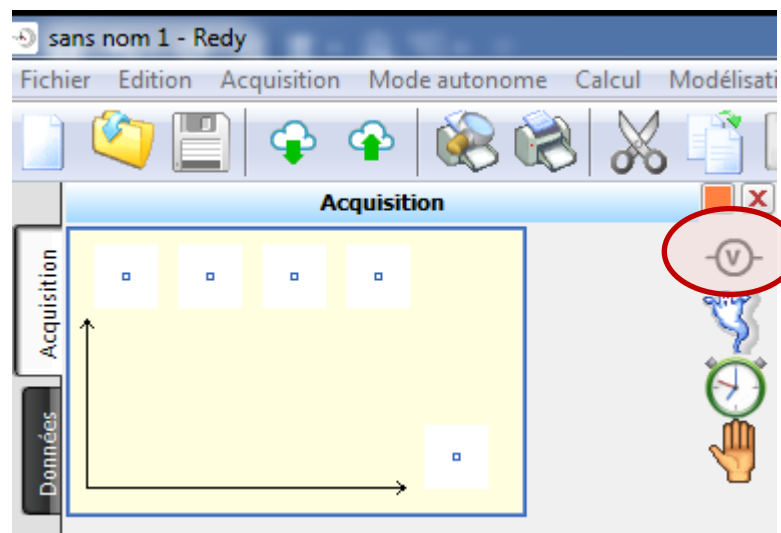 sans nom 1 - Redy
Fichier Edition Acquisition Mode autonome Calcul Modélisati
Acquisition
V
Acquisition
Données